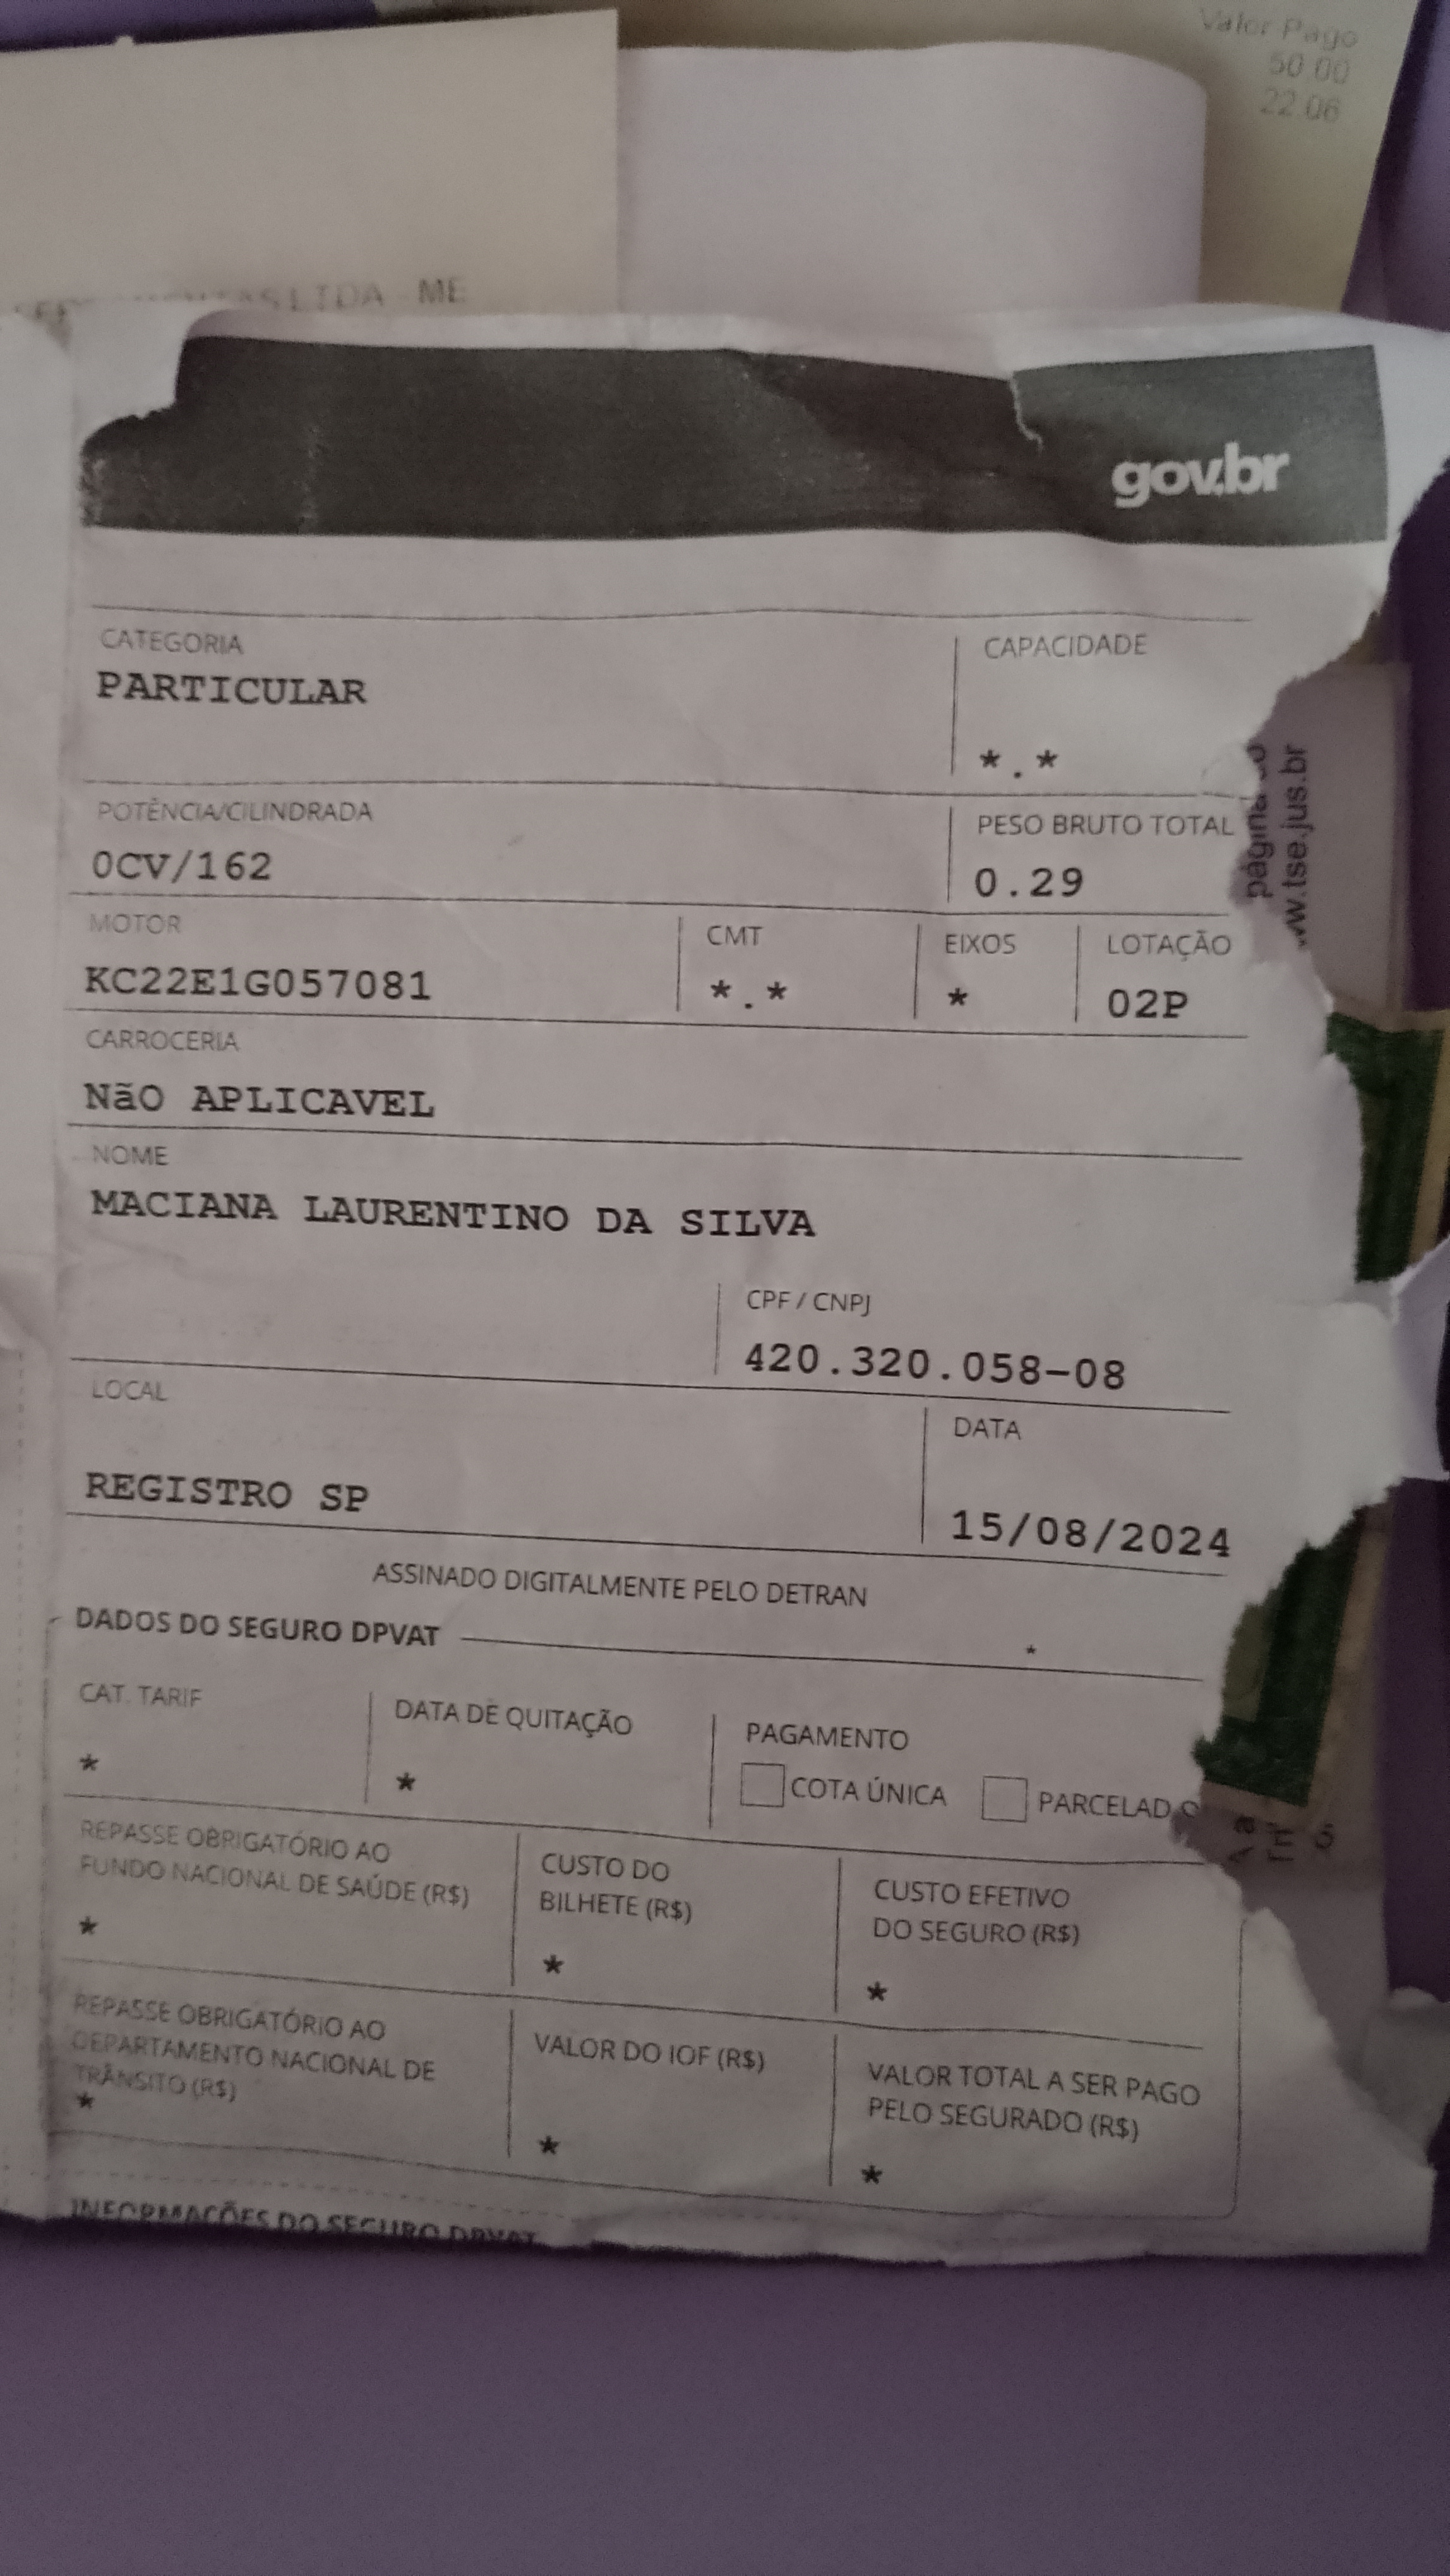 Valor Pago
50.00
22.06
LTDA - ME
gov.br
CATEGORIA
PARTICULAR
CAPACIDADE
*.*
POTÊNCIA/CILINDRADA
0CV/162
PESO BRUTO TOTAL
0.29
MOTOR
KC22E1G057081
CMT
*.*
EIXOS
*
LOTAÇÃO
02P
CARROCERIA
NãO APLICAVEL
NOME
MACIANA LAURENTINO DA SILVA
CPF / CNPJ
420.320.058-08
LOCAL
REGISTRO SP
DATA
15/08/2024
ASSINADO DIGITALMENTE PELO DETRAN
DADOS DO SEGURO DPVAT
*
CAT. TARIF
*
DATA DE QUITAÇÃO
*
PAGAMENTO
COTA ÚNICA
PARCELADO
REPASSE OBRIGATÓRIO AO
FUNDO NACIONAL DE SAÚDE (R$)
*
CUSTO DO
BILHETE (R$)
*
CUSTO EFETIVO
DO SEGURO (R$)
*
REPASSE OBRIGATÓRIO AO
DEPARTAMENTO NACIONAL DE
TRÂNSITO (R$)
*
VALOR DO IOF (R$)
*
VALOR TOTAL A SER PAGO
PELO SEGURADO (R$)
*
INFORMAÇÕES DO SEGURO DPVAT
página
w.tse.jus.br